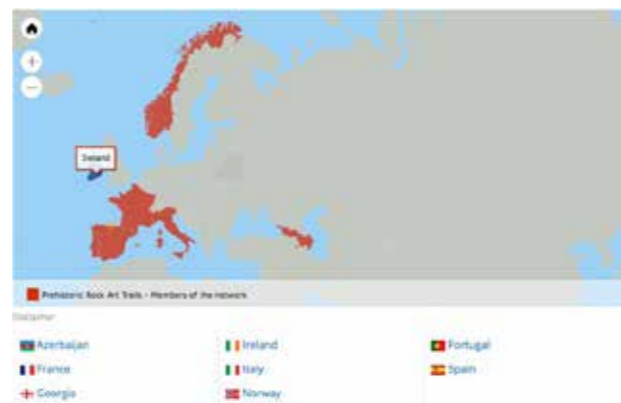 +
−
Ireland
Prehistoric Rock Art Trails - Members of the network
Disclaimer
Azerbaijan
France
Georgia
Ireland
Italy
Norway
Portugal
Spain